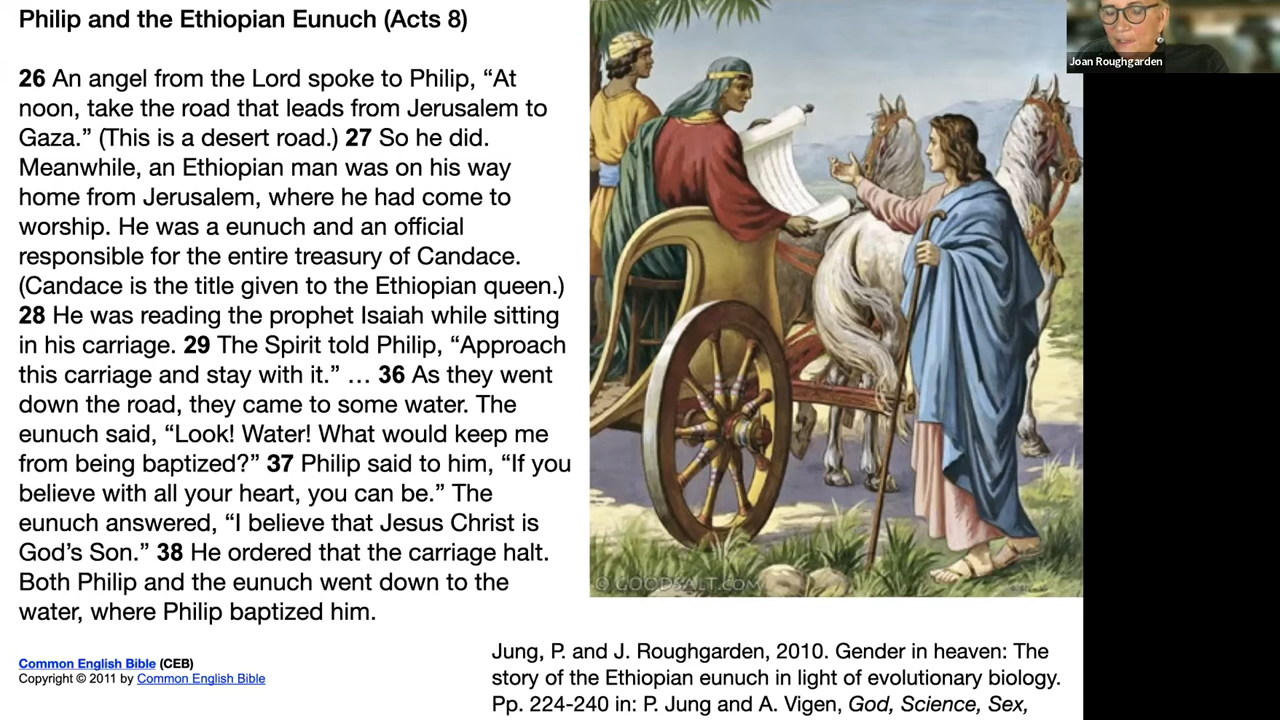 Philip and the Ethiopian Eunuch (Acts 8)
26 An angel from the Lord spoke to Philip, “At
noon, take the road that leads from Jerusalem to
Gaza.” (This is a desert road.) 27 So he did.
Meanwhile, an Ethiopian man was on his way
home from Jerusalem, where he had come to
worship. He was a eunuch and an official
responsible for the entire treasury of Candace.
(Candace is the title given to the Ethiopian queen.)
28 He was reading the prophet Isaiah while sitting
in his carriage. 29 The Spirit told Philip, “Approach
this carriage and stay with it.” … 36 As they went
down the road, they came to some water. The
eunuch said, “Look! Water! What would keep me
from being baptized?” 37 Philip said to him, “If you
believe with all your heart, you can be.” The
eunuch answered, “I believe that Jesus Christ is
God’s Son.” 38 He ordered that the carriage halt.
Both Philip and the eunuch went down to the
water, where Philip baptized him.
Common English Bible (CEB)
Copyright © 2011 by Common English Bible
© GOODSALT.COM
Jung, P. and J. Roughgarden, 2010. Gender in heaven: The
story of the Ethiopian eunuch in light of evolutionary biology.
Pp. 224-240 in: P. Jung and A. Vigen, God, Science, Sex,
Joan Roughgarden